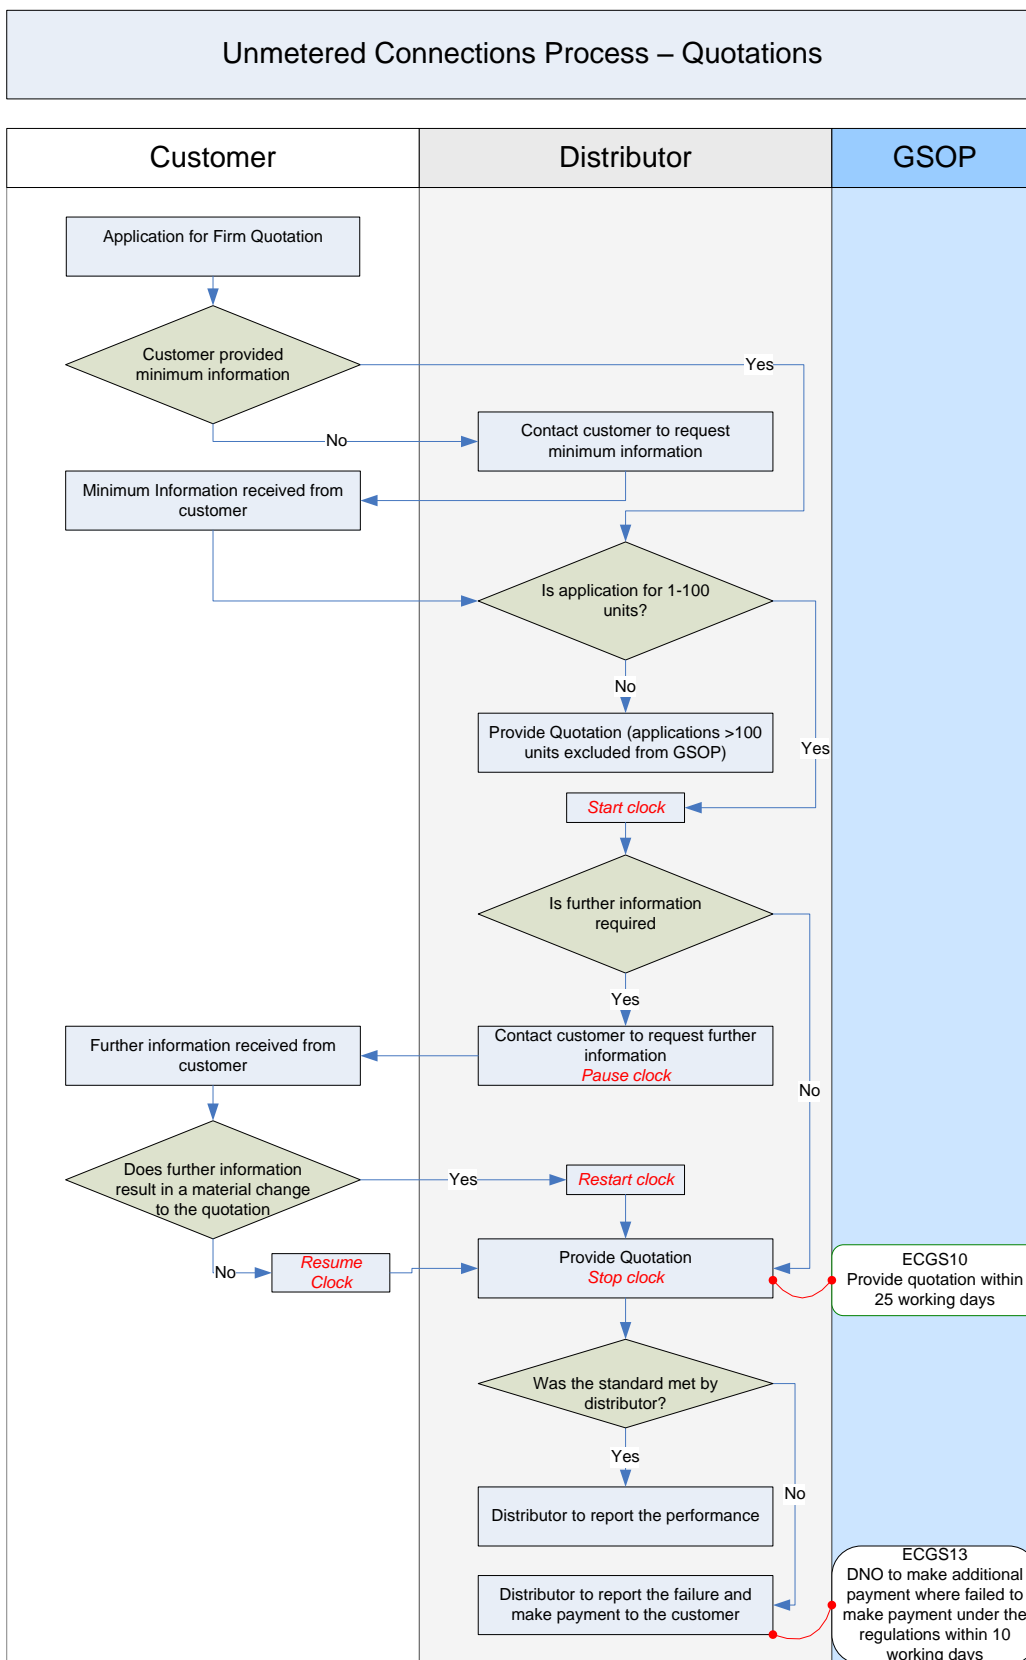 Unmetered Connections Process – Quotations
Customer
Distributor
GSOP
Application for Firm Quotation
Customer provided
minimum information
Yes
No
Contact customer to request
minimum information
Minimum Information received from
customer
Is application for 1-100
units?
No
Provide Quotation (applications >100
units excluded from GSOP)
Yes
Start clock
Is further information
required
Yes
Contact customer to request further
information
Pause clock
Further information received from
customer
No
Does further information
result in a material change
to the quotation
Yes
Restart clock
No
Resume
Clock
Provide Quotation
Stop clock
ECGS10
Provide quotation within
25 working days
Was the standard met by
distributor?
Yes
No
Distributor to report the performance
Distributor to report the failure and
make payment to the customer
ECGS13
DNO to make additional
payment where failed to
make payment under the
regulations within 10
working days